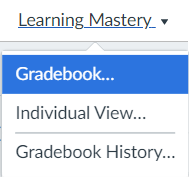 Learning Mastery
Gradebook...
Individual View...
Gradebook History...